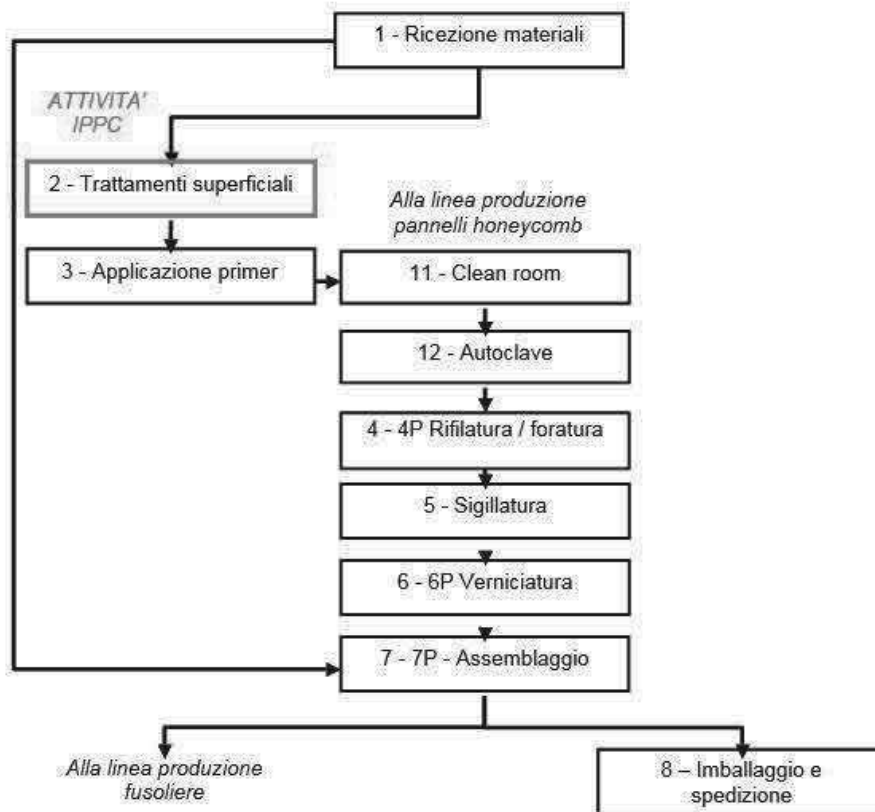 1 - Ricezione materiali
ATTIVITA'
IPPC
2 - Trattamenti superficiali
Alla linea produzione
pannelli honeycomb
3 - Applicazione primer
11 - Clean room
12 - Autoclave
4 - 4P Rifilatura / foratura
5 - Sigillatura
6 - 6P Verniciatura
7 - 7P - Assemblaggio
Alla linea produzione
fusoliere
8 – Imballaggio e
spedizione